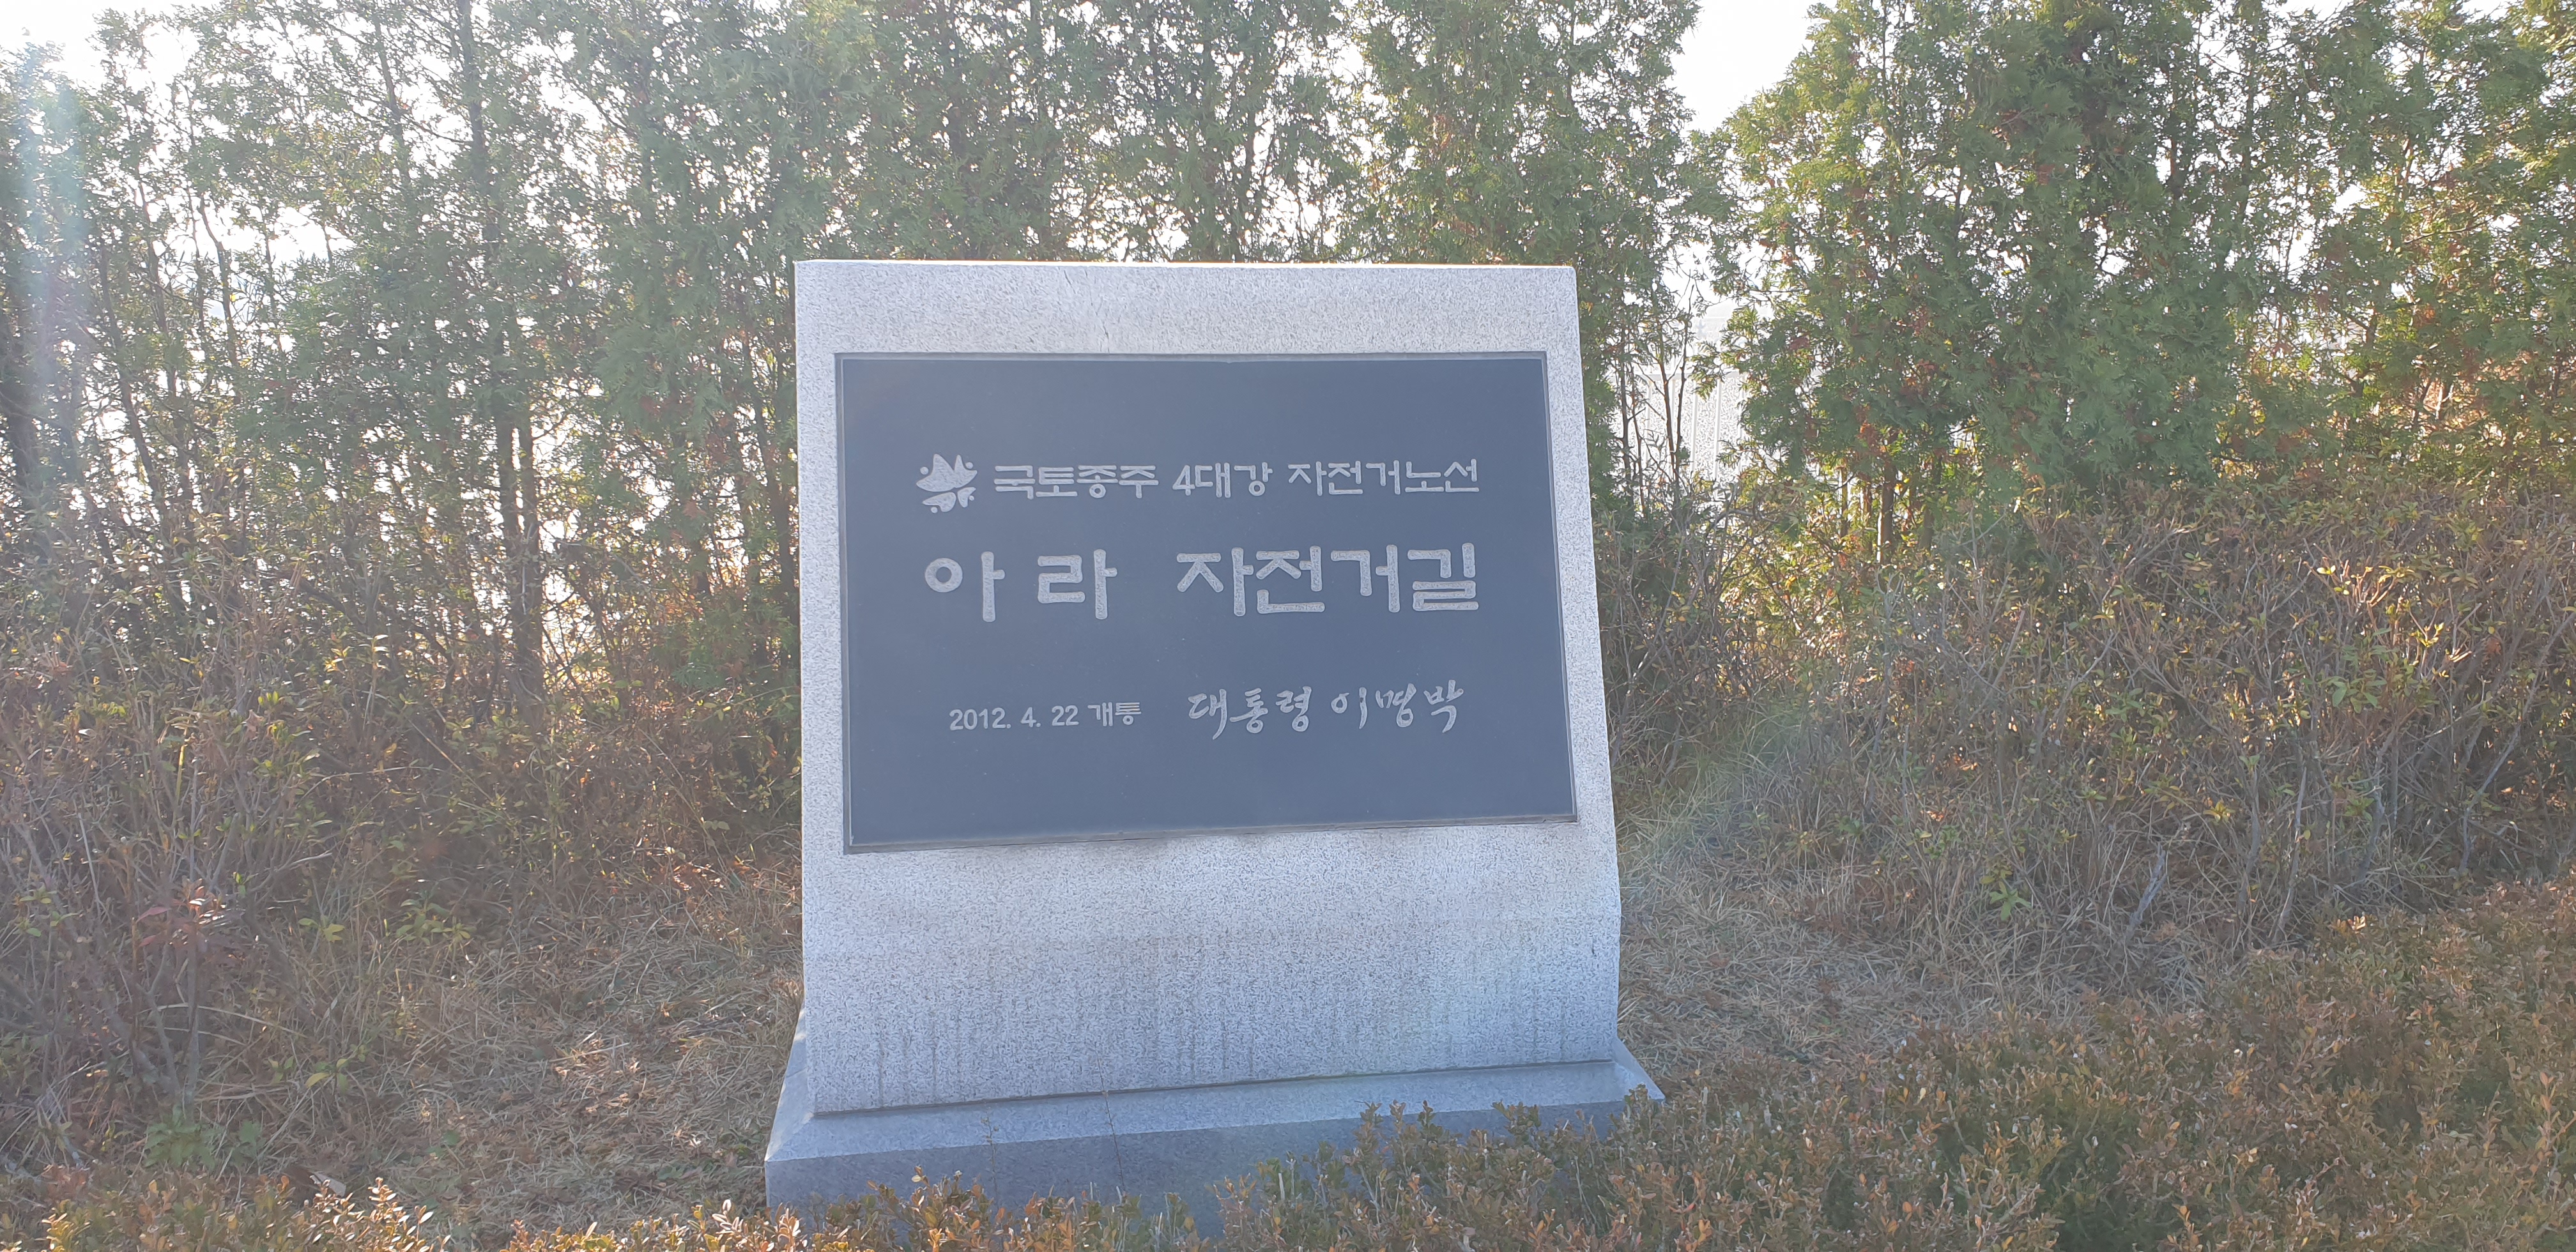 국토종주 4대강 자전거노선
아라 자전거길
2012. 4. 22 개통 대통령 이명박